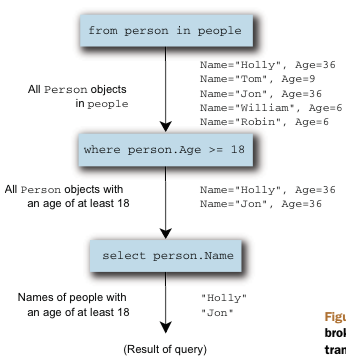 from person in people
Name="Holly", Age=36
Name="Tom", Age=9
Name="Jon", Age=36
Name="William", Age=6
Name="Robin", Age=6
All Person objects
in people
where person.Age >= 18
All Person objects with
an age of at least 18
Name="Holly", Age=36
Name="Jon", Age=36
select person.Name
Names of people with
an age of at least 18
"Holly"
"Jon"
(Result of query)